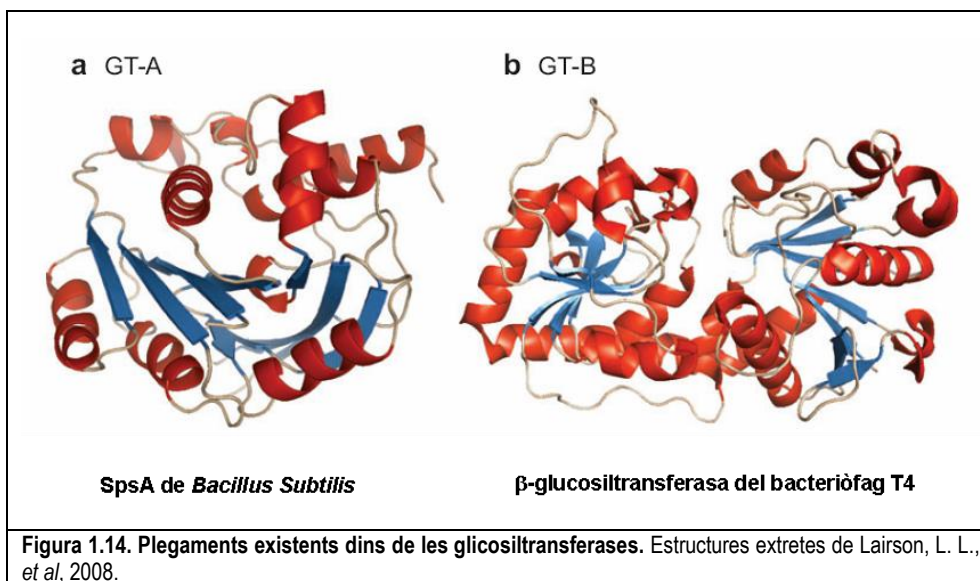 a GT-A
b GT-B
SpsA de Bacillus Subtilis
β-glucosiltransferasa del bacteriòfag T4
Figura 1.14. Plegaments existents dins de les glicosiltransferases. Estructures extretes de Lairson, L. L.,
et al, 2008.